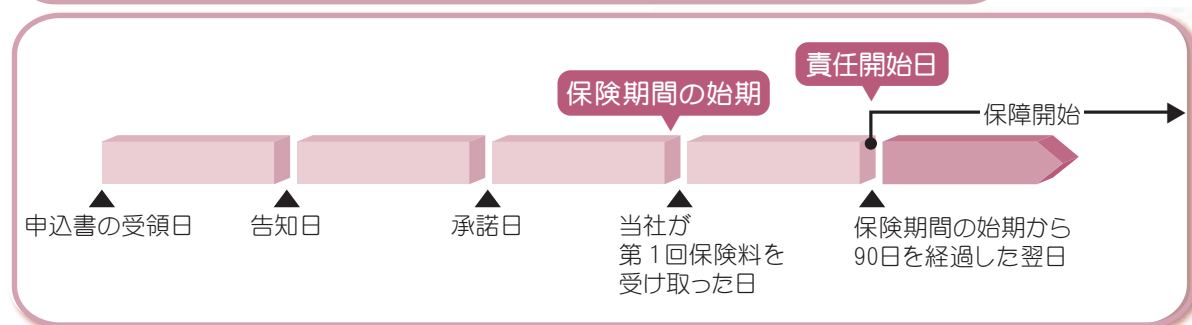 責任開始日
保険期間の始期
保障開始
申込書の受領日
告知日
承諾日
当社が
第1回保険料を
受け取った日
保険期間の始期から
90日を経過した翌日